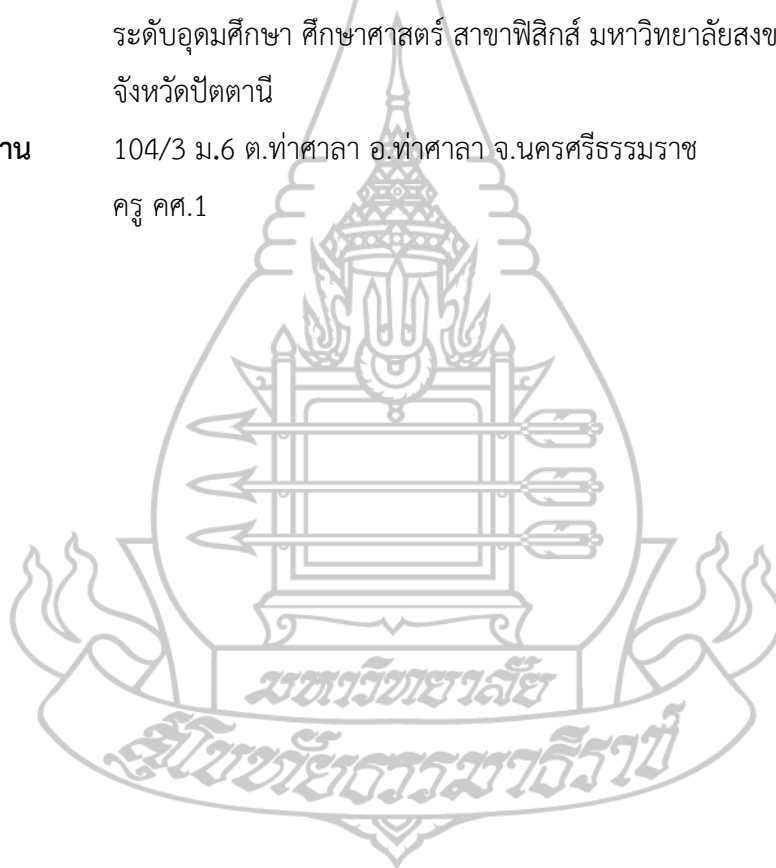 ระดับอุดมศึกษา ศึกษาศาสตร์ สาขาฟิสิกส์ มหาวิทยาลัยสงข
จังหวัดปัตตานี
าน 104/3 ม.6 ต.ท่าศาลา อ.ท่าศาลา จ.นครศรีธรรมราช
ครู คศ.1
มหาวิทยาลัย
สุโขทัยธรรมาธิราช